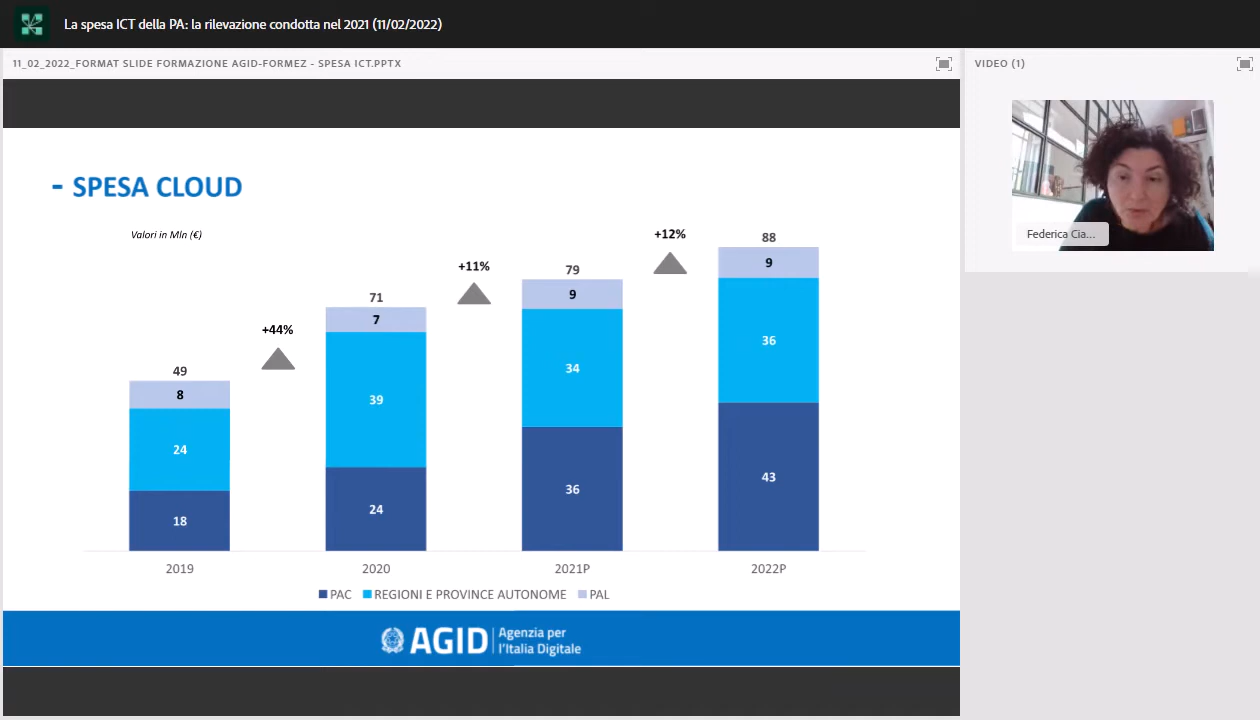 La spesa ICT della PA: la rilevazione condotta nel 2021 (11/02/2022)
11_02_2022_FORMAT SLIDE FORMAZIONE AGID-FORMEZ - SPESA ICT.PPTX
VIDEO (1)
- SPESA CLOUD
Valori in Mln (€)
49
8
24
18
+44%
71
7
39
24
+11%
79
9
34
36
+12%
88
9
36
43
2019
2020
2021P
2022P
PAC
REGIONI E PROVINCE AUTONOME
PAL
AGID
Agenzia per
l'Italia Digitale
Federica Cia...